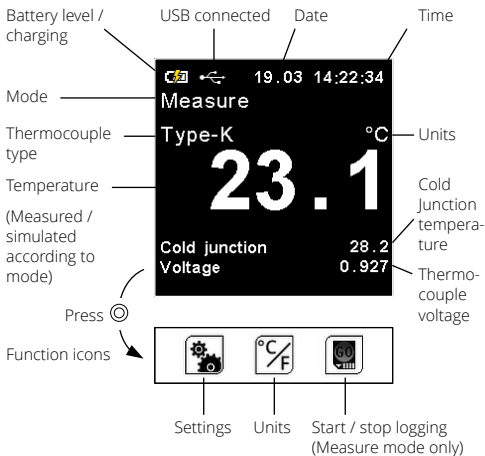 Battery level /
charging
USB connected
Date
Time
19.03 14:22:34
Mode
Measure
Thermocouple
type
Type-K
°C
Units
Temperature
23.1
(Measured /
simulated
according to
mode)
Cold
Junction
tempera-
ture
Cold junction 28.2
Voltage 0.927
Thermo-
couple
voltage
Press
Function icons
°C/F
GO
Settings
Units
Start / stop logging
(Measure mode only)